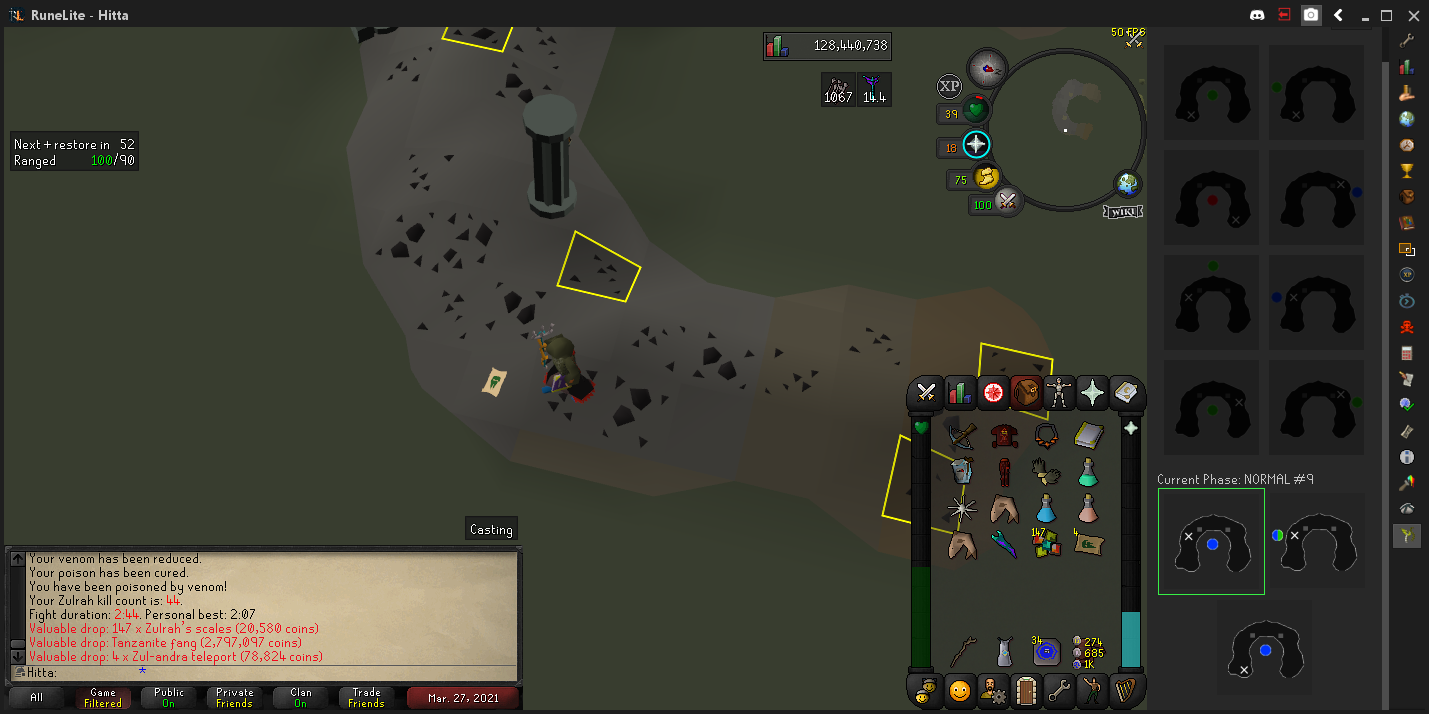 RuneLite - Hitta
50 FPS
128,440,738
1067
14.4
XP
39
18
75
100
WIKI
Next + restore in 52
Ranged 100/90
Casting
Your venom has been reduced.
Your poison has been cured.
You have been poisoned by venom!
Your Zulrah kill count is: 44.
Fight duration: 2:44. Personal best: 2:07
Valuable drop: 147 x Zulrah's scales (20,580 coins)
Valuable drop: Tanzanite fang (2,797,097 coins)
Valuable drop: 4 x Zul-andra teleport (78,824 coins)
Hitta: *
All
Game
Filtered
Public
On
Private
Friends
Clan
On
Trade
Friends
Mar. 27, 2021
147
4
34
274
685
1K
Current Phase: NORMAL #9
XP